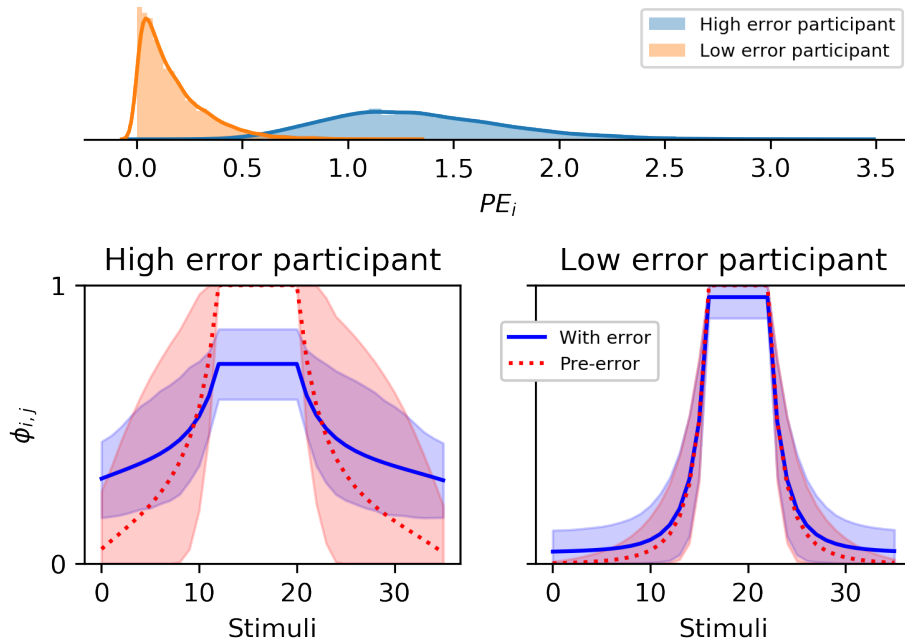 High error participant
Low error participant
0.0 0.5 1.0 1.5 2.0 2.5 3.0 3.5
PE_i
High error participant
Low error participant
1
With error
Pre-error
ϕ_{i,j}
0
0 10 20 30
0 10 20 30
Stimuli
Stimuli